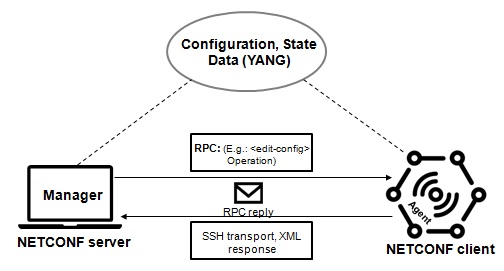 Configuration, State
Data (YANG)
RPC: (E.g.: <edit-config>
Operation)
Manager
RPC reply
Agent
NETCONF server
SSH transport, XML
response
NETCONF client